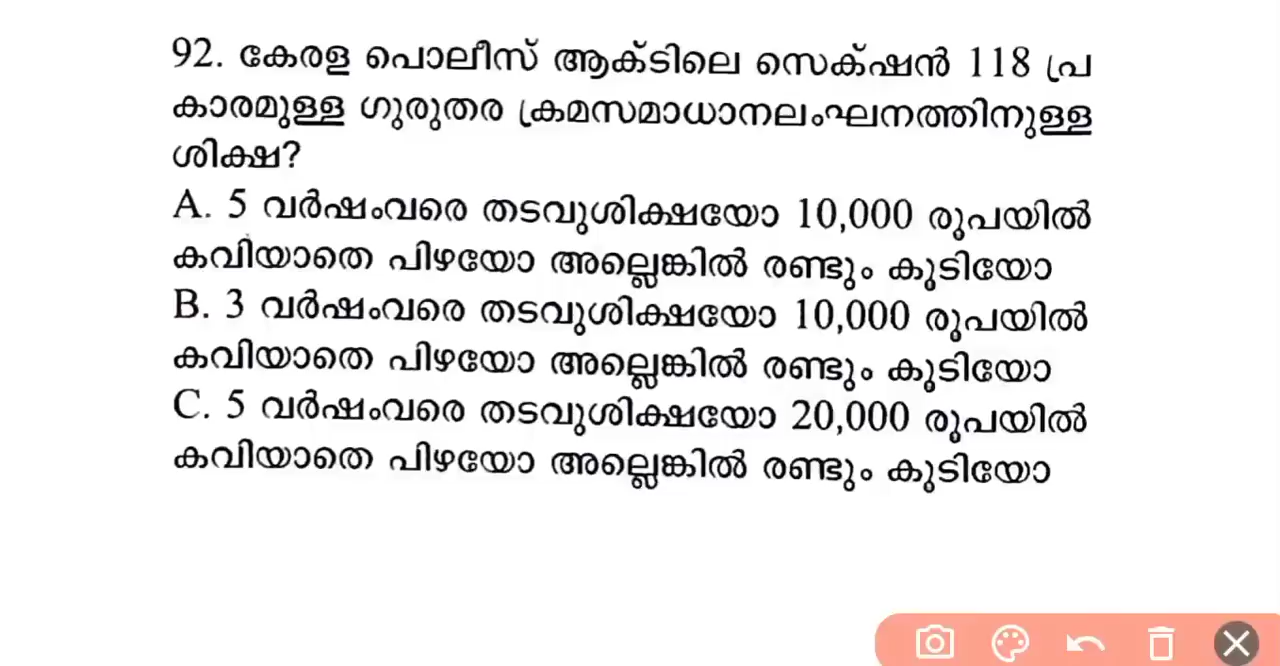 92. കേരള പൊലീസ് ആക്ടിലെ സെക്ഷൻ 118 പ്ര
കാരമുള്ള ഗുരുതര ക്രമസമാധാനലംഘനത്തിനുള്ള
ശിക്ഷ?
A. 5 വർഷംവരെ തടവുശിക്ഷയോ 10,000 രൂപയിൽ
കവിയാതെ പിഴയോ അല്ലെങ്കിൽ രണ്ടും കൂടിയോ
B. 3 വർഷംവരെ തടവുശിക്ഷയോ 10,000 രൂപയിൽ
കവിയാതെ പിഴയോ അല്ലെങ്കിൽ രണ്ടും കൂടിയോ
C. 5 വർഷംവരെ തടവുശിക്ഷയോ 20,000 രൂപയിൽ
കവിയാതെ പിഴയോ അല്ലെങ്കിൽ രണ്ടും കൂടിയോ